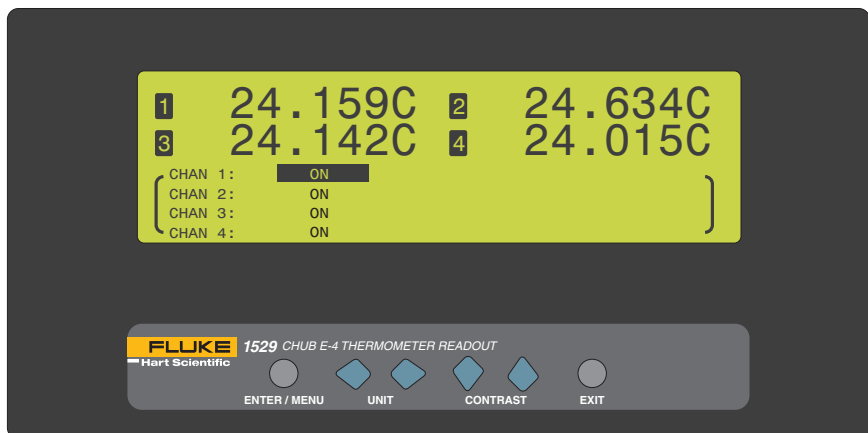 1 24.159C 2 24.634C
3 24.142C 4 24.015C
CHAN 1: ON
CHAN 2: ON
CHAN 3: ON
CHAN 4: ON
FLUKE 1529 CHUB E-4 THERMOMETER READOUT
Hart Scientific
ENTER / MENU UNIT CONTRAST EXIT